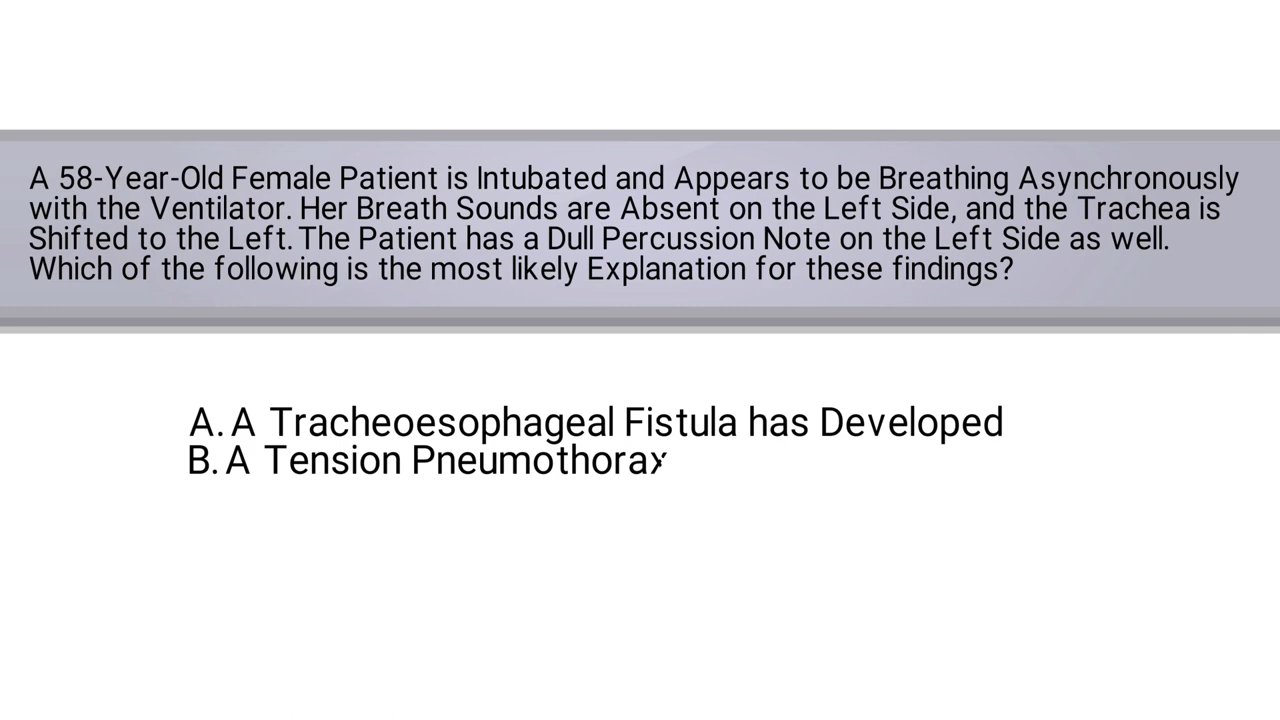 A 58-Year-Old Female Patient is Intubated and Appears to be Breathing Asynchronously
with the Ventilator. Her Breath Sounds are Absent on the Left Side, and the Trachea is
Shifted to the Left. The Patient has a Dull Percussion Note on the Left Side as well.
Which of the following is the most likely Explanation for these findings?
A. A Tracheoesophageal Fistula has Developed
B. A Tension Pneumothorax